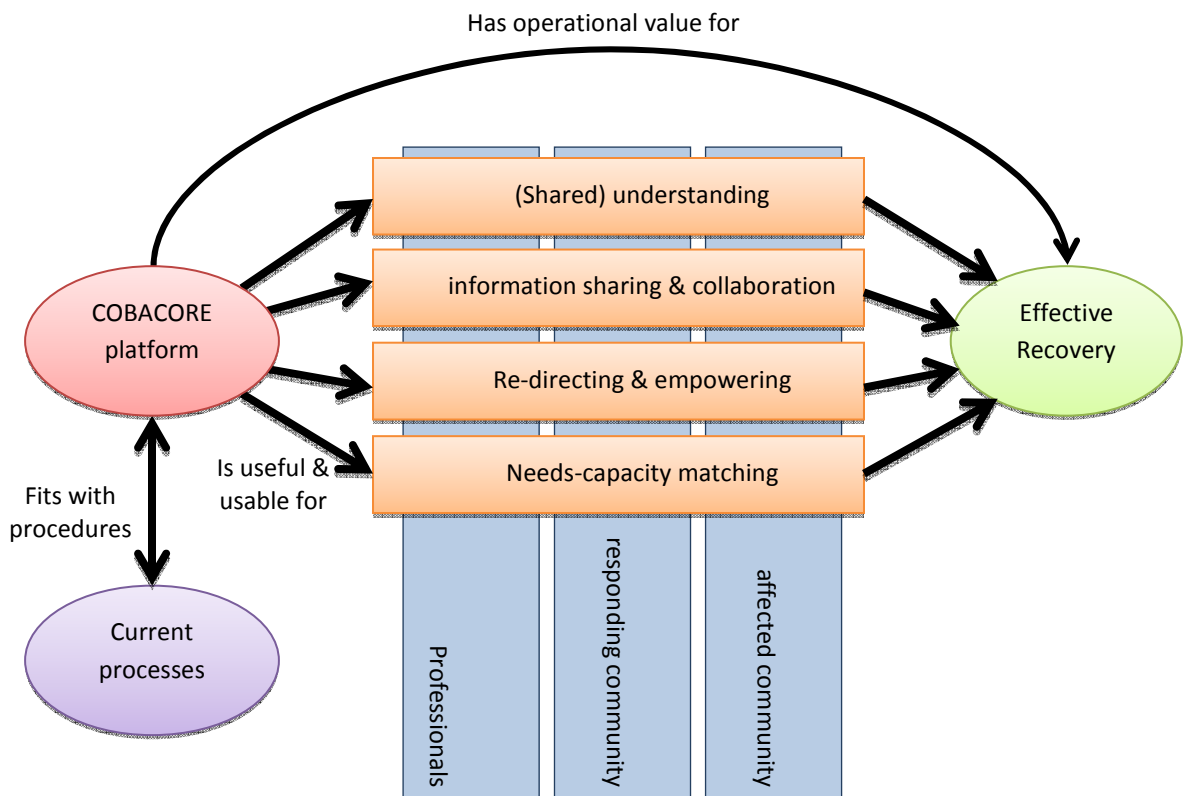 Has operational value for
(Shared) understanding
information sharing & collaboration
COBACORE
platform
Effective
Recovery
Re-directing & empowering
Is useful &
usable for
Needs-capacity matching
Fits with
procedures
Current
processes
Professionals
responding community
affected community